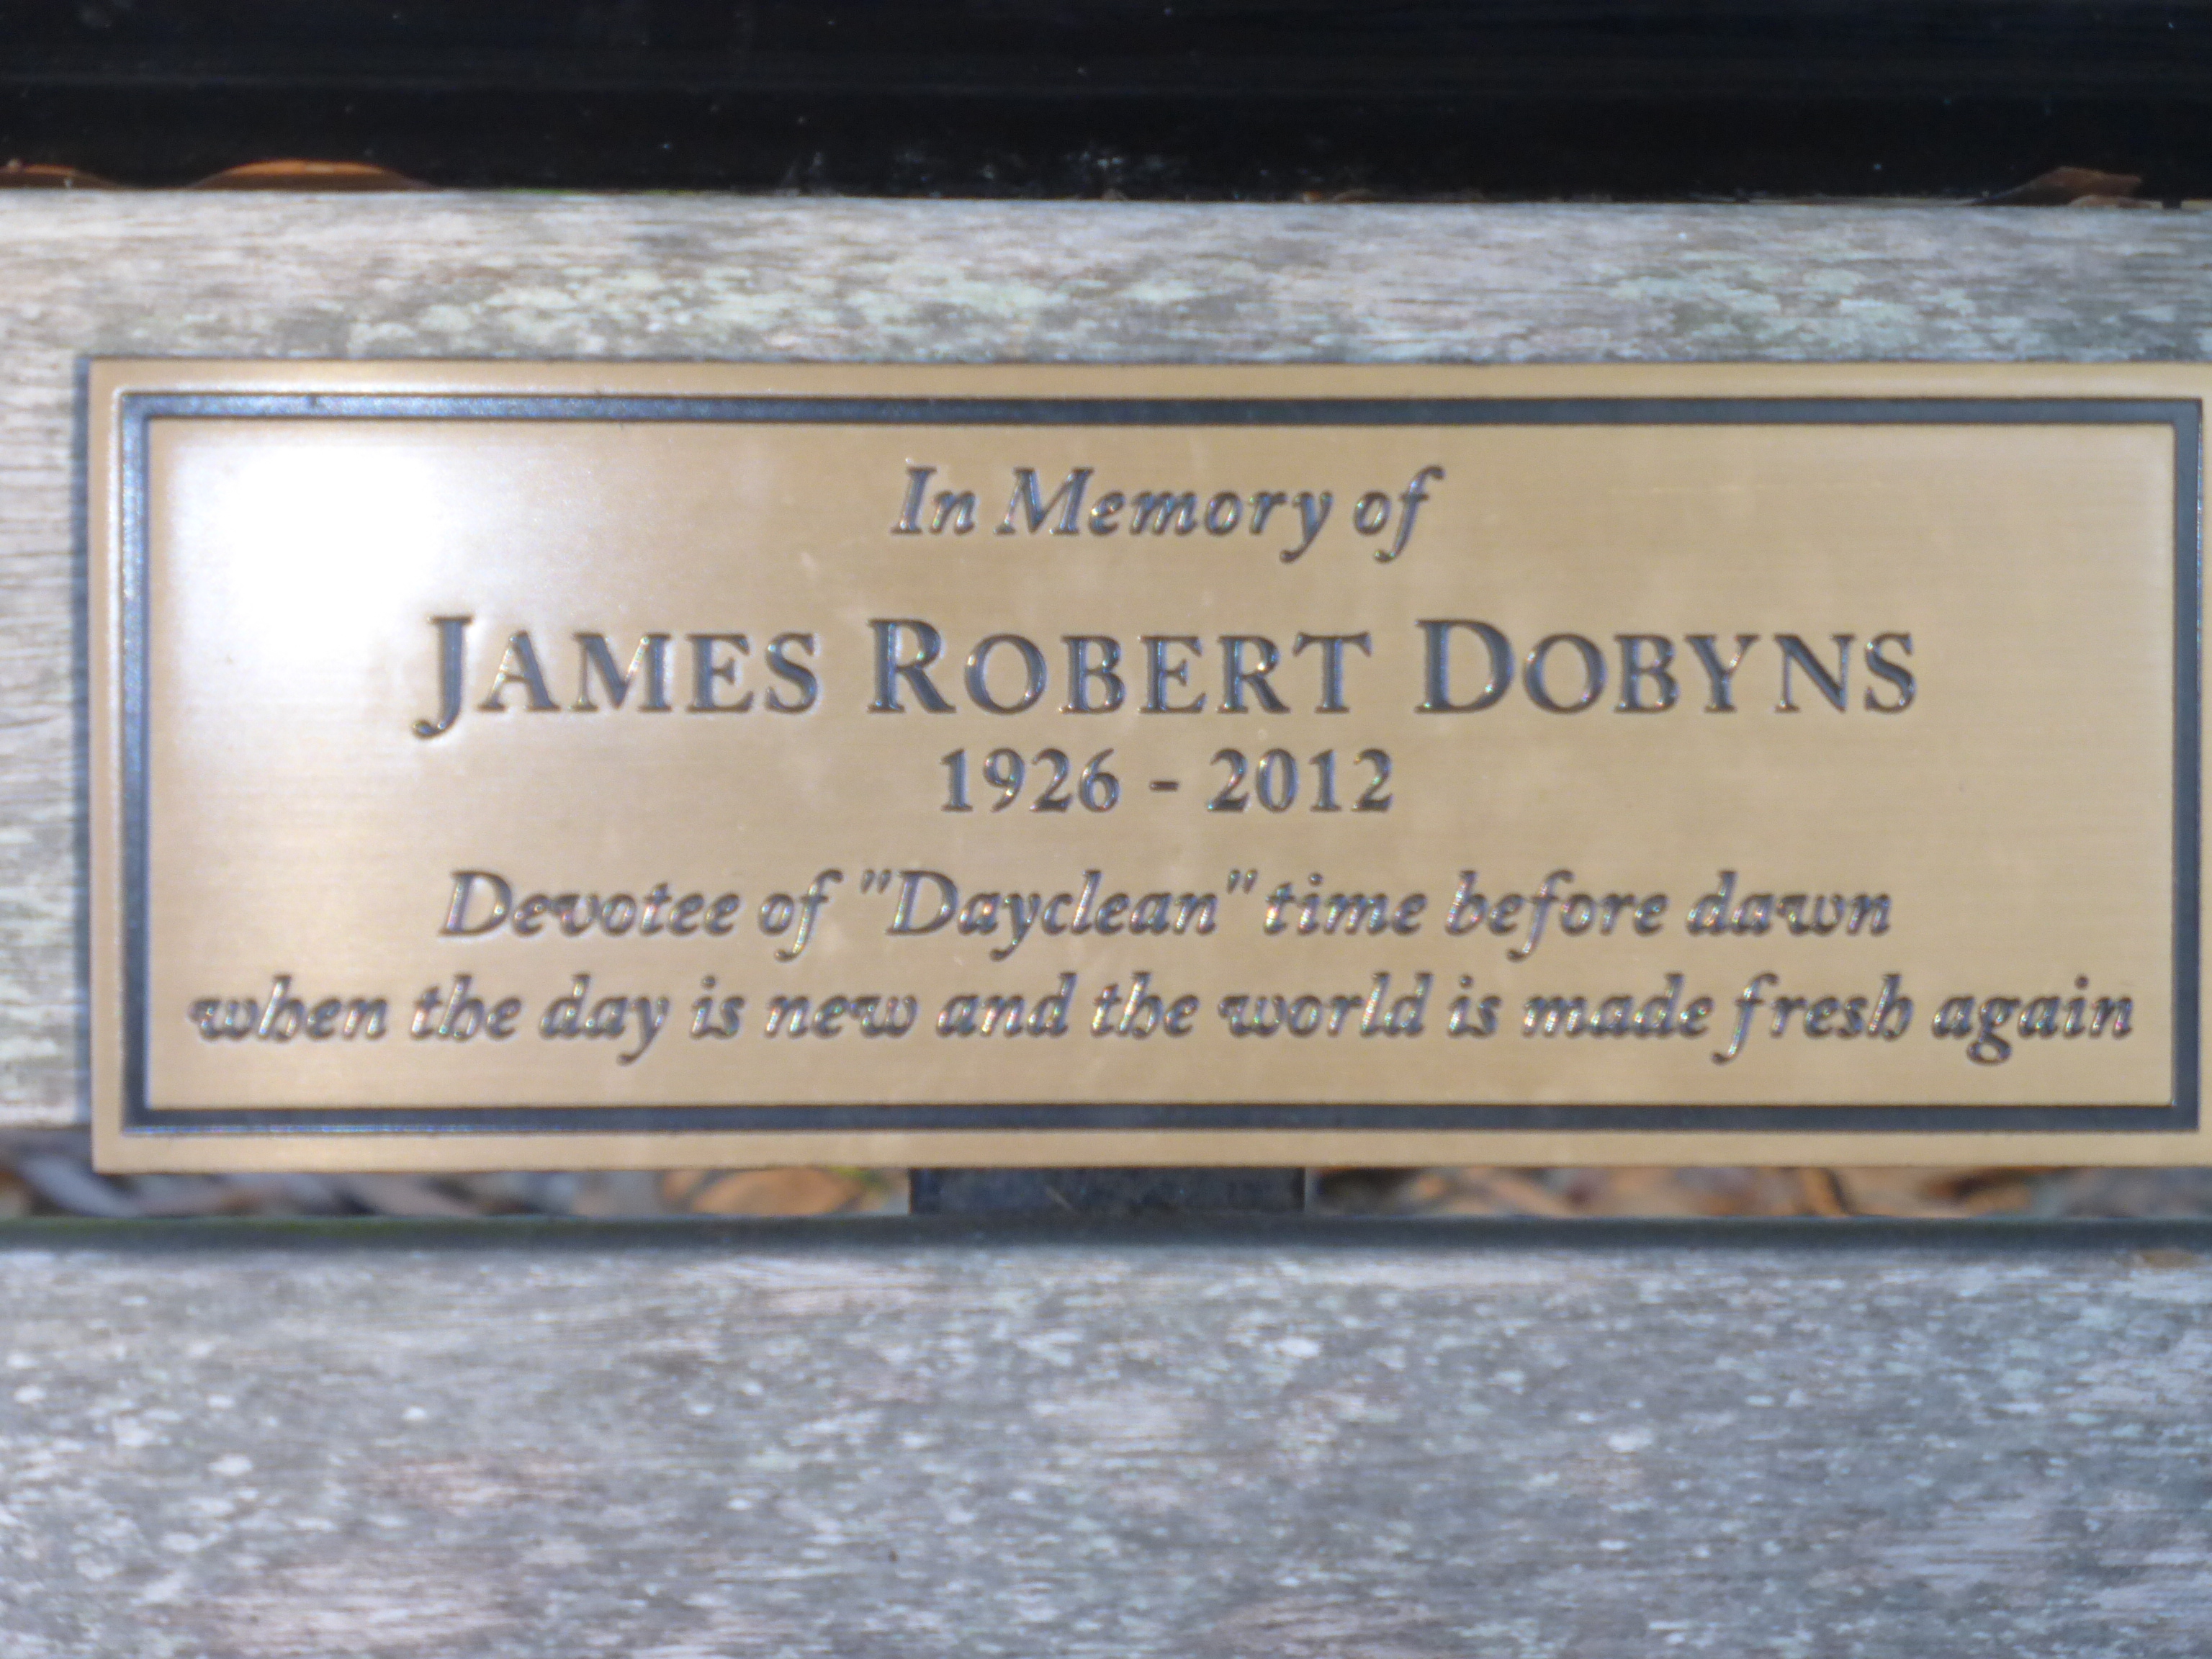 In Memory of
JAMES ROBERT DOBYNS
1926 - 2012
Devotee of "Dayclean" time before dawn
when the day is new and the world is made fresh again